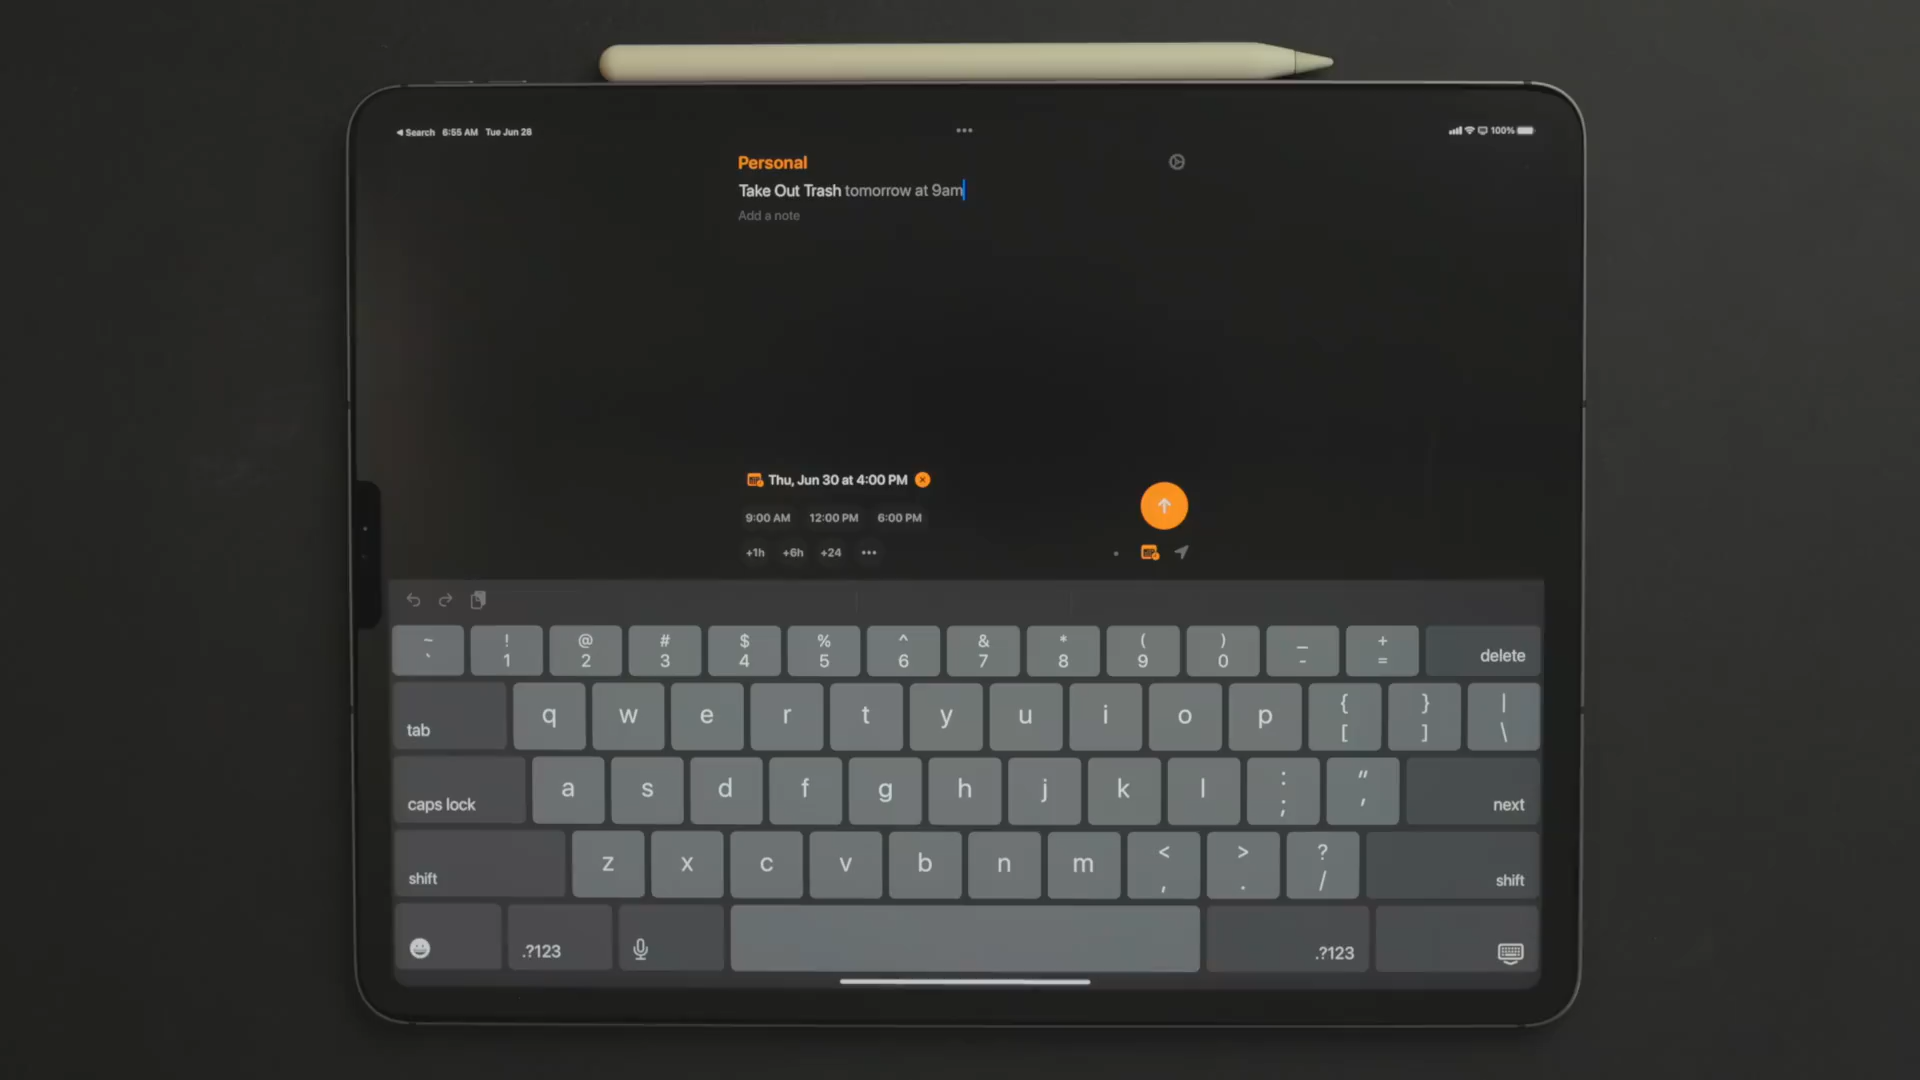 ◀ Search 6:55 AM Tue Jun 28
100%
Personal
Take Out Trash tomorrow at 9am
Add a note
Thu, Jun 30 at 4:00 PM
9:00 AM 12:00 PM 6:00 PM
+1h +6h +24 •••
~ ! @ # $ % ^ & * ( ) _ +
` 1 2 3 4 5 6 7 8 9 0 - = delete
tab q w e r t y u i o p { [ } ] | \
caps lock a s d f g h j k l : ; " ' next
shift z x c v b n m < , > . ? / shift
.?123 .?123